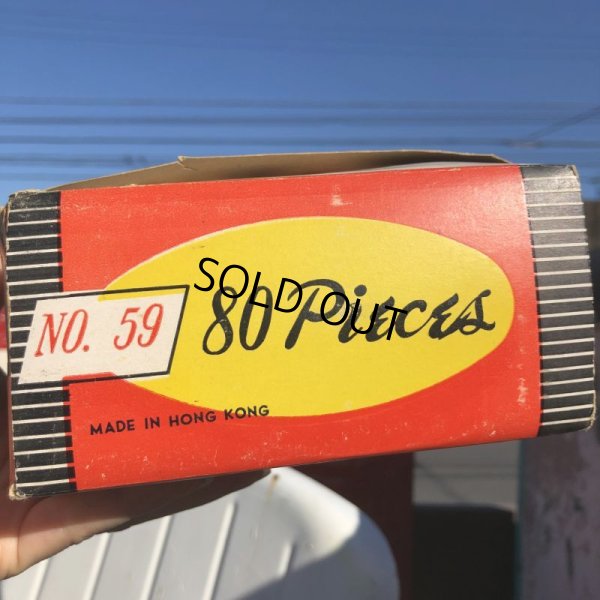 NO. 59
80 Pieces
SOLD OUT
MADE IN HONG KONG